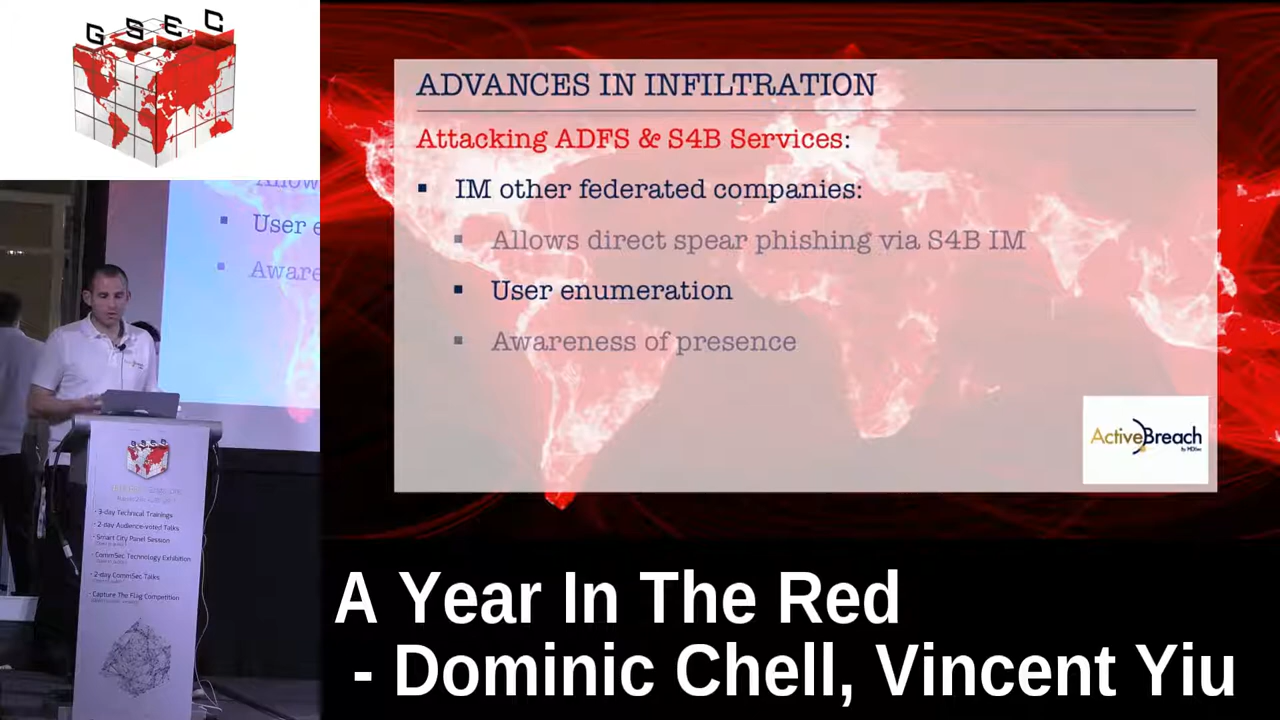 GSEC
ADVANCES IN INFILTRATION
Attacking ADFS & S4B Services:
▪ IM other federated companies:
▪ Allows direct spear phishing via S4B IM
▪ User enumeration
▪ Awareness of presence
ActiveBreach
By MDSec
▪ User e
▪ Aware
• 3-day Technical Trainings
• 2-day Audience-voted Talks
• Smart City Panel Session
• CommSec Technology Exhibition
• 2-day CommSec Talks
• Capture The Flag Competition
A Year In The Red
- Dominic Chell, Vincent Yiu